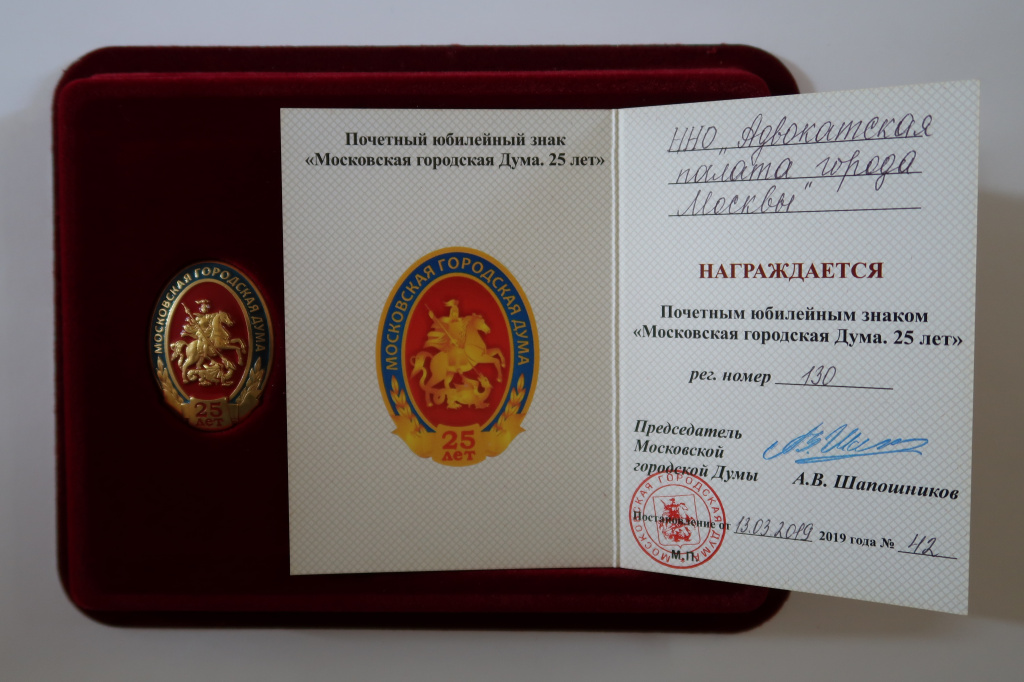 МОСКОВСКАЯ ГОРОДСКАЯ ДУМА
25
ЛЕТ
Почетный юбилейный знак
«Московская городская Дума. 25 лет»
МОСКОВСКАЯ ГОРОДСКАЯ ДУМА
25
лет
ННО „Адвокатская
палата города
Москвы"
НАГРАЖДАЕТСЯ
Почетным юбилейным знаком
«Московская городская Дума. 25 лет»
рег. номер 130
Председатель
Московской
городской Думы
А.В. Шапошников
Постановление от 13.03.2019 2019 года № 42
М.П.
МОСКОВСКАЯ ГОРОДСКАЯ ДУМА